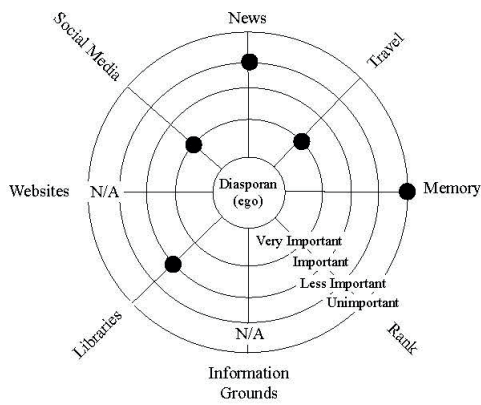 News
Social Media
Travel
Websites
N/A
Diasporan
(ego)
Memory
Very Important
Important
Less Important
Unimportant
Libraries
N/A
Rank
Information
Grounds